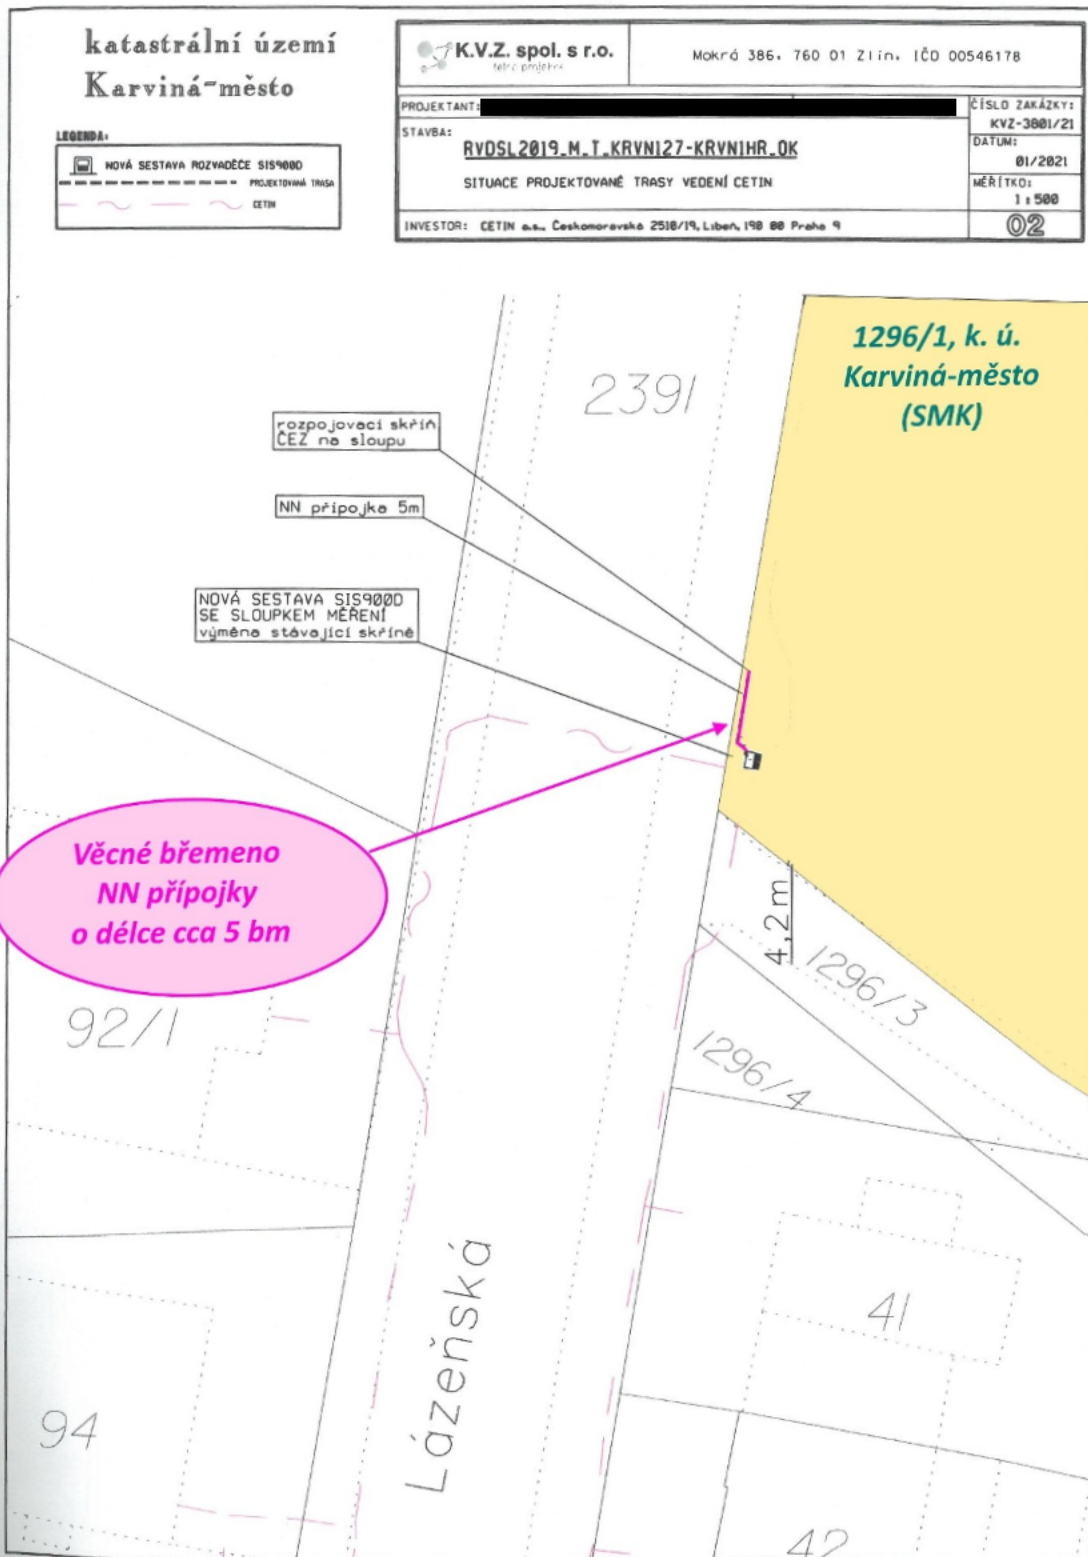 katastrální území
Karviná-město
LEGENDA:
NOVÁ SESTAVA ROZVADĚČE SIS900D
PROJEKTOVANÁ TRASA
CETIN
K.V.Z. spol. s r.o.
Mokrá 386, 760 01 Zlín, IČO 00546178
PROJEKTANT:
STAVBA:
RVDSL2019_M_T_KRVN127-KRVN1HR_OK
SITUACE PROJEKTOVANÉ TRASY VEDENÍ CETIN
INVESTOR: CETIN a.s., Českomoravská 2510/19, Libeň, 190 00 Praha 9
ČÍSLO ZAKÁZKY:
KVZ-3801/21
DATUM:
01/2021
MĚŘÍTKO:
1:500
02
1296/1, k. ú.
Karviná-město
(SMK)
2391
rozpojovací skříň
ČEZ na sloupu
NN přípojka 5m
NOVÁ SESTAVA SIS900D
SE SLOUPKEM MĚŘENÍ
výměna stávající skříně
Věcné břemeno
NN přípojky
o délce cca 5 bm
4,2m
1296/3
92/1
1296/4
Lázeňská
41
94
42